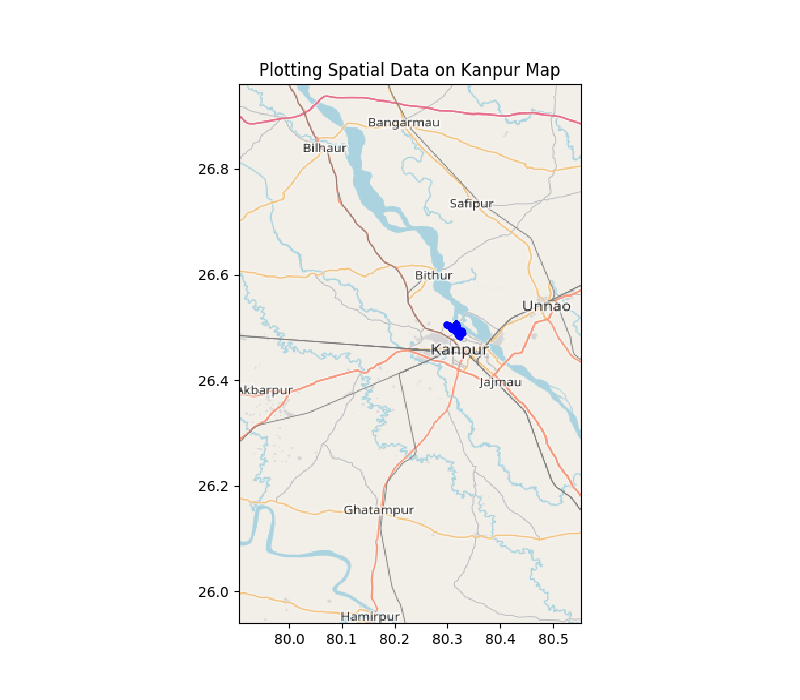 Plotting Spatial Data on Kanpur Map
Bangarmau
Bilhaur
26.8
Safipur
26.6
Bithur
Unnao
Kanpur
26.4
Jajmau
Akbarpur
26.2
Ghatampur
26.0
Hamirpur
80.0 80.1 80.2 80.3 80.4 80.5